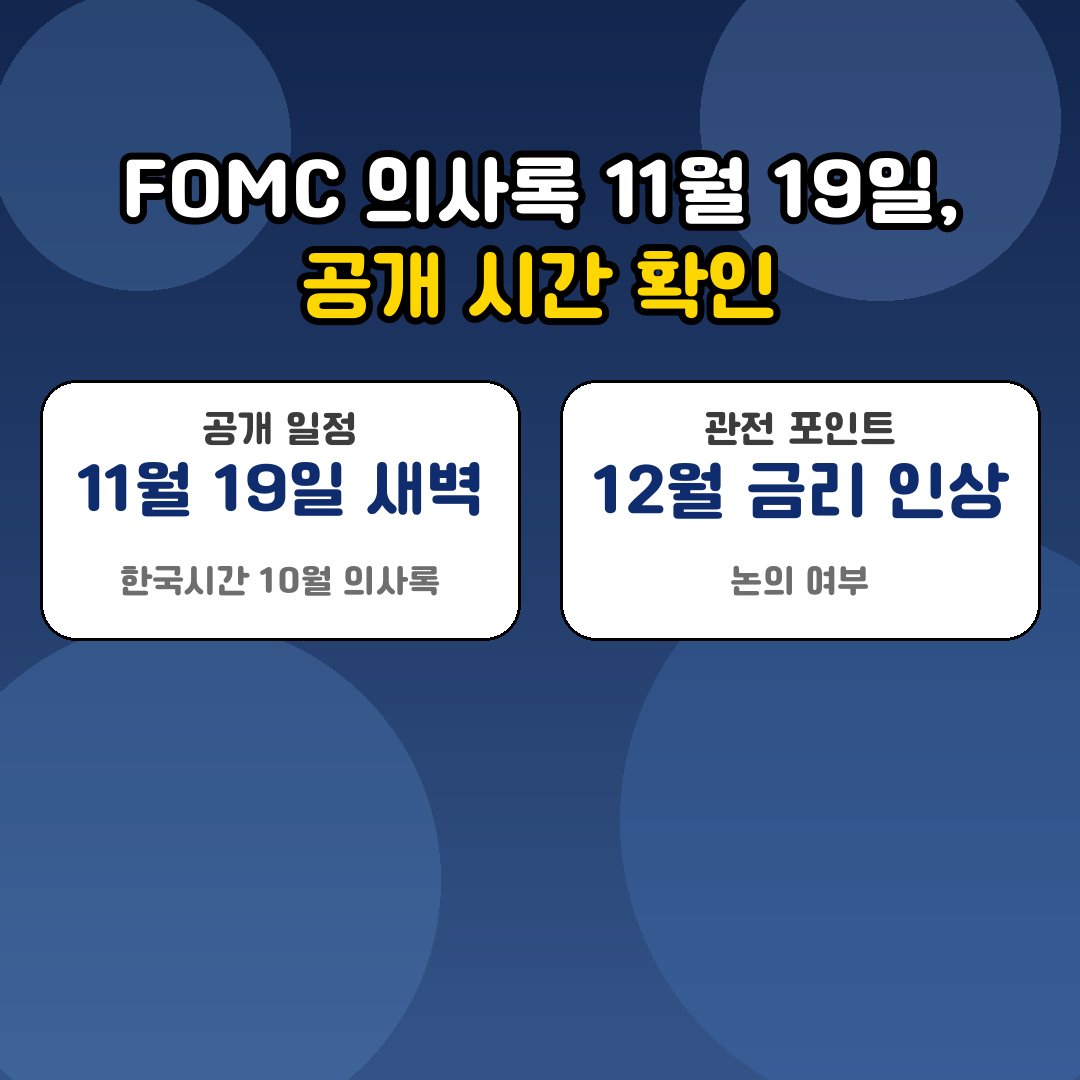 FOMC 의사록 11월 19일,
공개 시간 확인
공개 일정
11월 19일 새벽
한국시간 10월 의사록
관전 포인트
12월 금리 인상
논의 여부